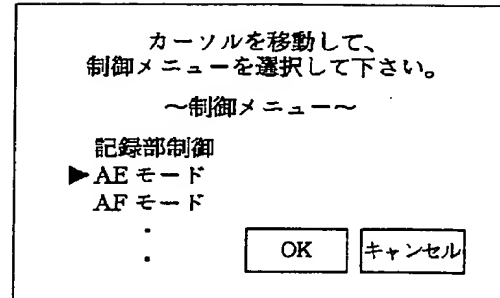 カーソルを移動して、
制御メニューを選択して下さい。
～制御メニュー～
記録部制御
▶AEモード
AFモード
・
・
OK キャンセル